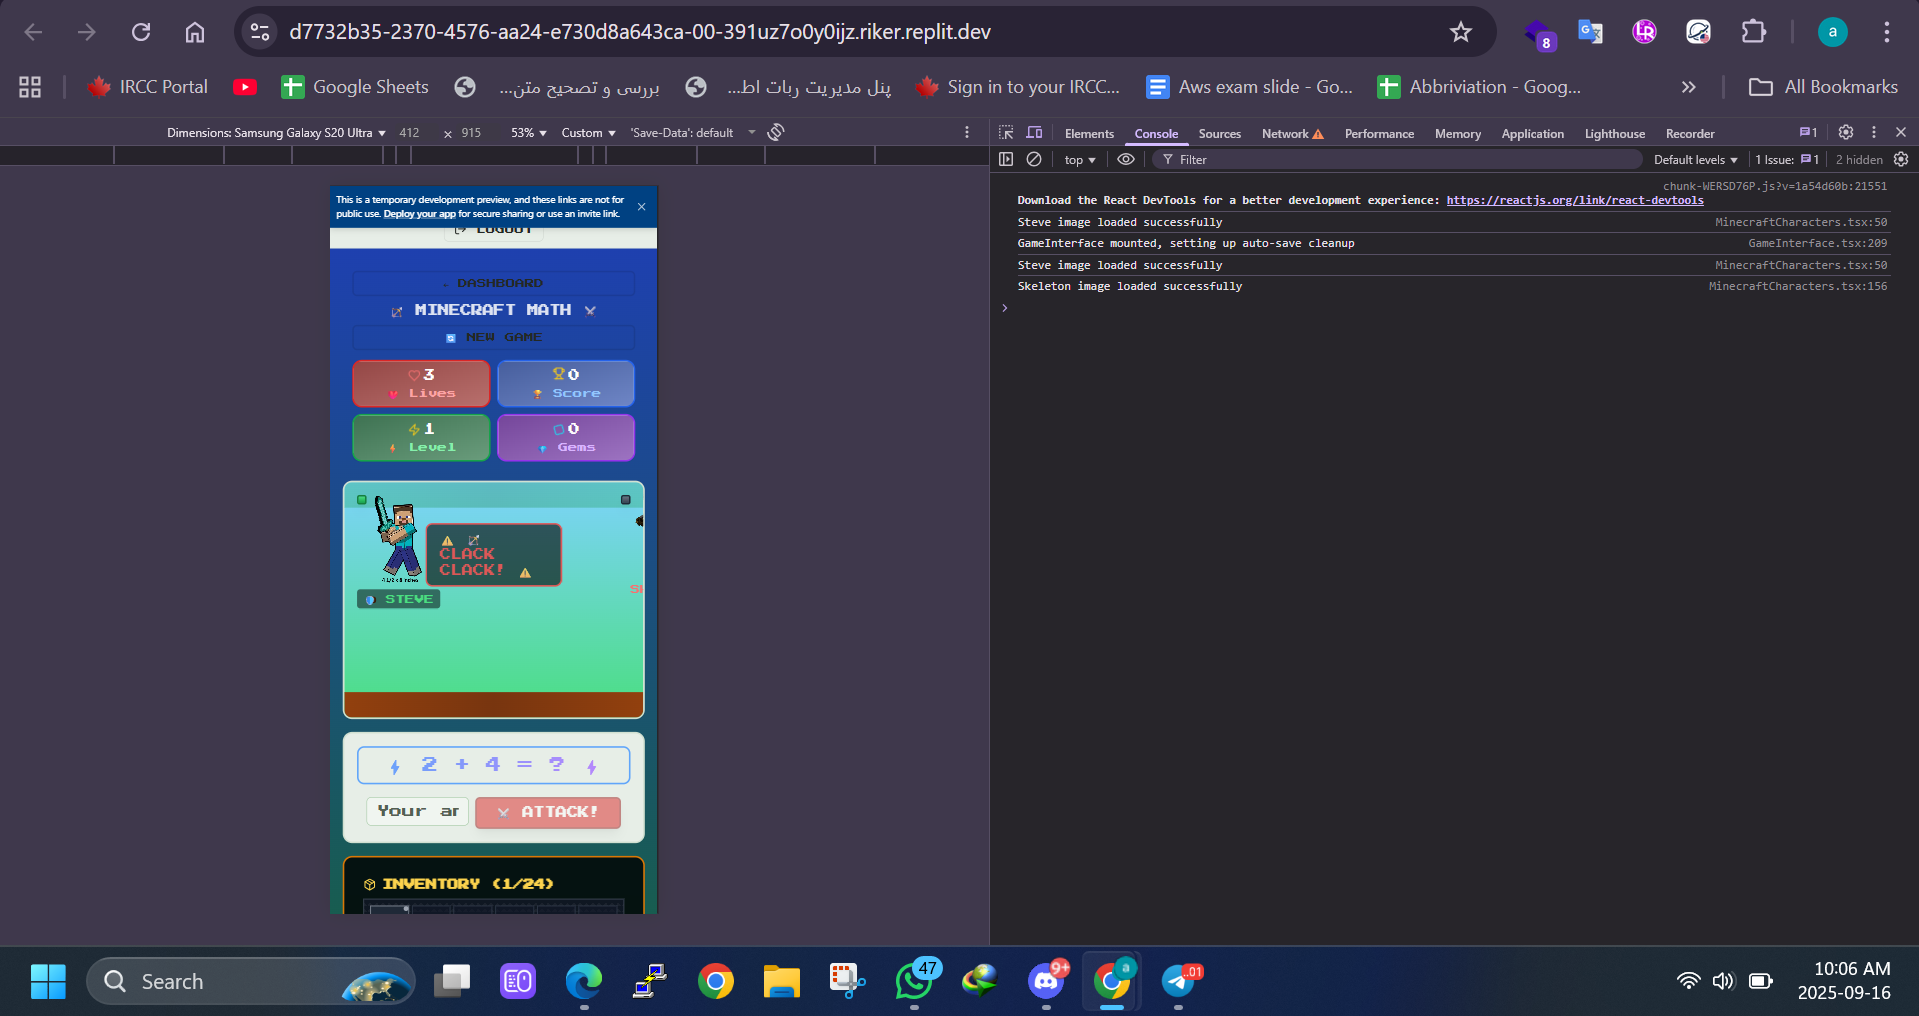 d7732b35-2370-4576-aa24-e730d8a643ca-00-391uz7o0y0ijz.riker.replit.dev
8
a
IRCC Portal
Google Sheets
بررسی و تصحیح متن...
پنل مدیریت ربات اط...
Sign in to your IRCC...
Aws exam slide - Go...
Abbriviation - Goog...
»
All Bookmarks
Dimensions: Samsung Galaxy S20 Ultra
412 × 915
53%
Custom
'Save-Data': default
Elements
Console
Sources
Network
Performance
Memory
Application
Lighthouse
Recorder
1
top
Filter
Default levels
1 Issue: 1
2 hidden
chunk-WERSD76P.js?v=1a54d60b:21551
Download the React DevTools for a better development experience: https://reactjs.org/link/react-devtools
Steve image loaded successfully MinecraftCharacters.tsx:50
GameInterface mounted, setting up auto-save cleanup GameInterface.tsx:209
Steve image loaded successfully MinecraftCharacters.tsx:50
Skeleton image loaded successfully MinecraftCharacters.tsx:156
This is a temporary development preview, and these links are not for
public use. Deploy your app for secure sharing or use an invite link.
LOGOUT
DASHBOARD
MINECRAFT MATH
NEW GAME
3
Lives
0
Score
1
Level
0
Gems
CLACK
CLACK!
STEVE
2 + 4 = ?
Your an
ATTACK!
INVENTORY (1/24)
Search
47
9+
a
..01
10:06 AM
2025-09-16